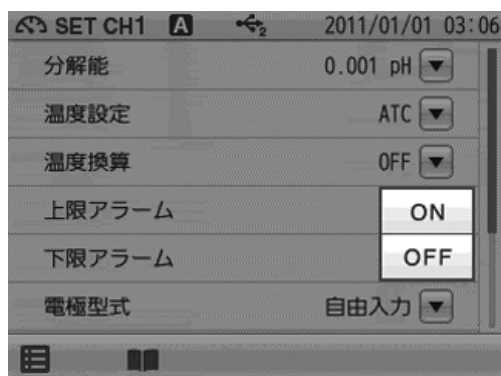 SET CH1 A 2 2011/01/01 03:06
分解能 0.001 pH
温度設定 ATC
温度換算 OFF
上限アラーム ON
下限アラーム OFF
電極型式 自由入力